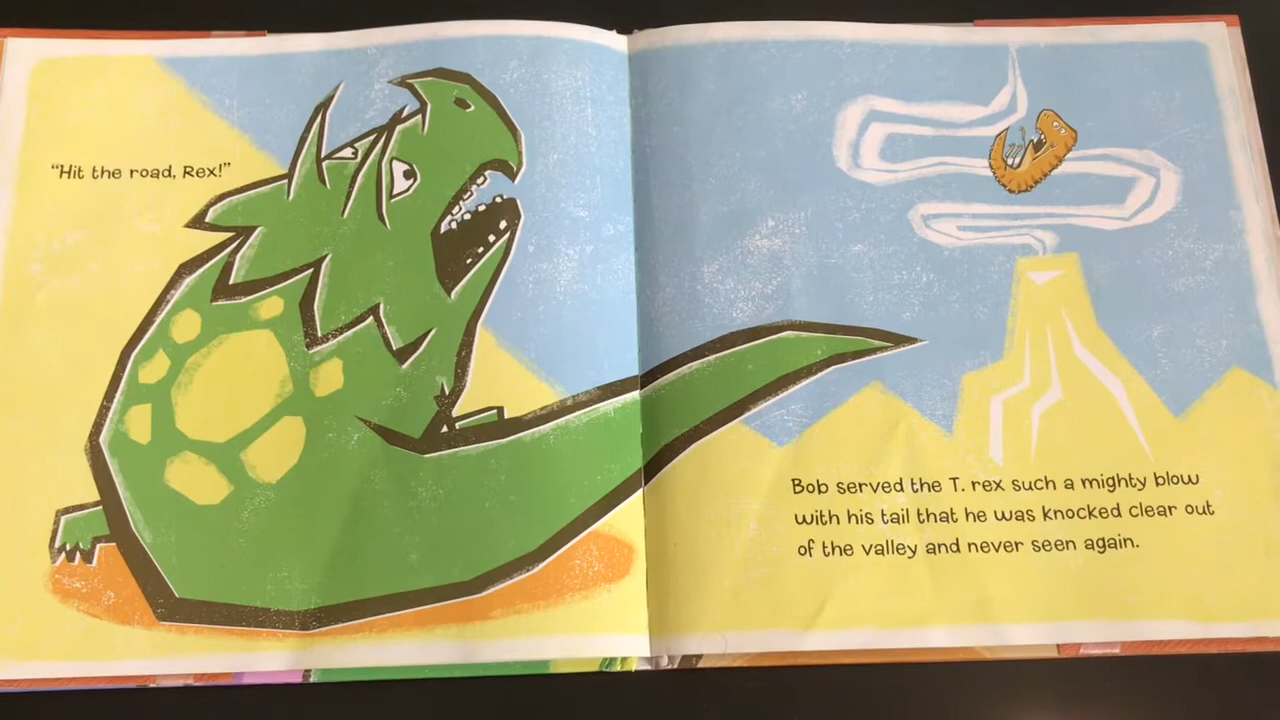 “Hit the road, Rex!”
Bob served the T. rex such a mighty blow
with his tail that he was knocked clear out
of the valley and never seen again.